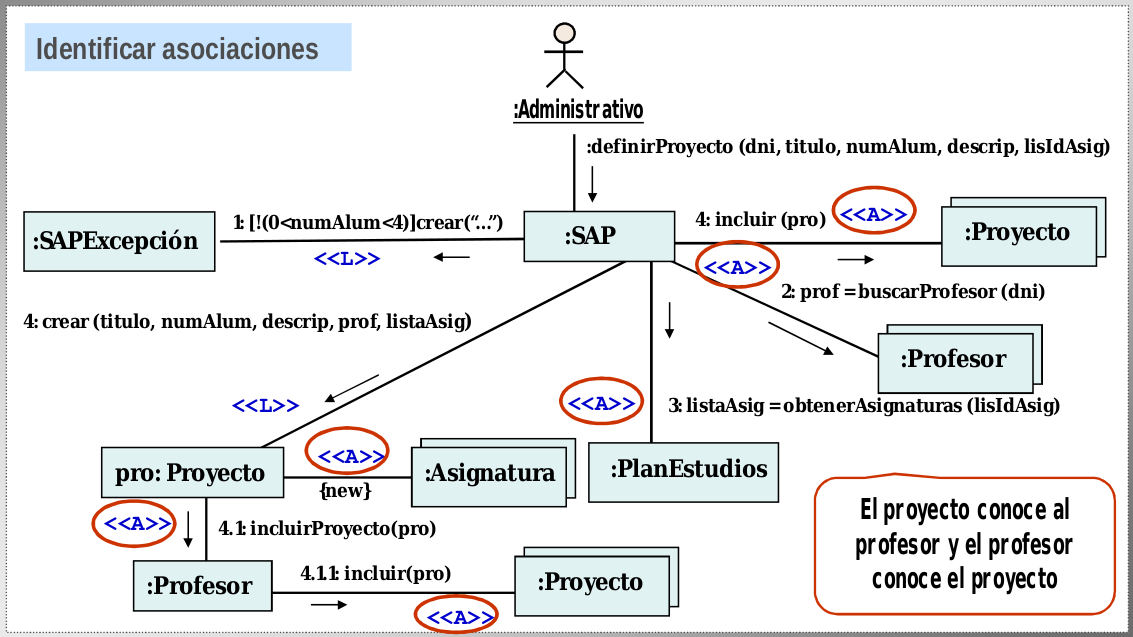 Identificar asociaciones
:Administrativo
:definirProyecto (dni, titulo, numAlum, descrip, lisIdAsig)
:SAPExcepción
1: [!(0<numAlum<4)]crear(“...”)
<<L>>
:SAP
4: incluir (pro)
<<A>>
:Proyecto
<<A>>
2: prof = buscarProfesor (dni)
4: crear (titulo, numAlum, descrip, prof, listaAsig)
:Profesor
<<L>>
<<A>>
3: listaAsig = obtenerAsignaturas (lisIdAsig)
pro: Proyecto
<<A>>
{new}
:Asignatura
:PlanEstudios
<<A>>
4.1: incluirProyecto(pro)
:Profesor
4.1.1: incluir(pro)
<<A>>
:Proyecto
El proyecto conoce al
profesor y el profesor
conoce el proyecto